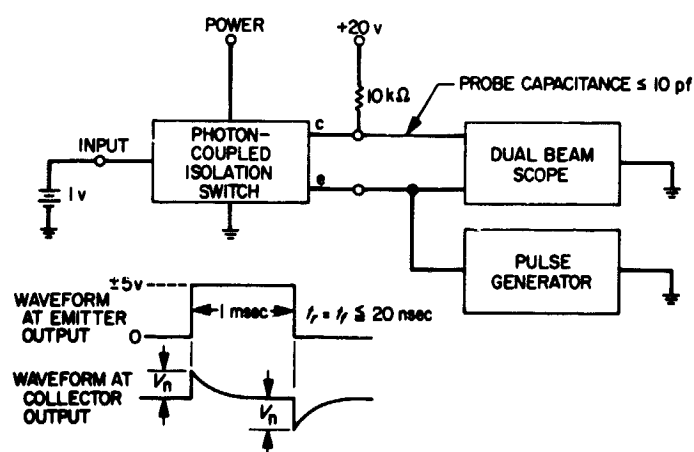 POWER
+20 v
10 kΩ
PROBE CAPACITANCE ≤ 10 pf
INPUT
1 v
PHOTON-
COUPLED
ISOLATION
SWITCH
c
e
DUAL BEAM
SCOPE
PULSE
GENERATOR
±5v
WAVEFORM
AT EMITTER
OUTPUT
0
1 msec
tr = tf ≦ 20 nsec
WAVEFORM AT
COLLECTOR
OUTPUT
Vn
Vn